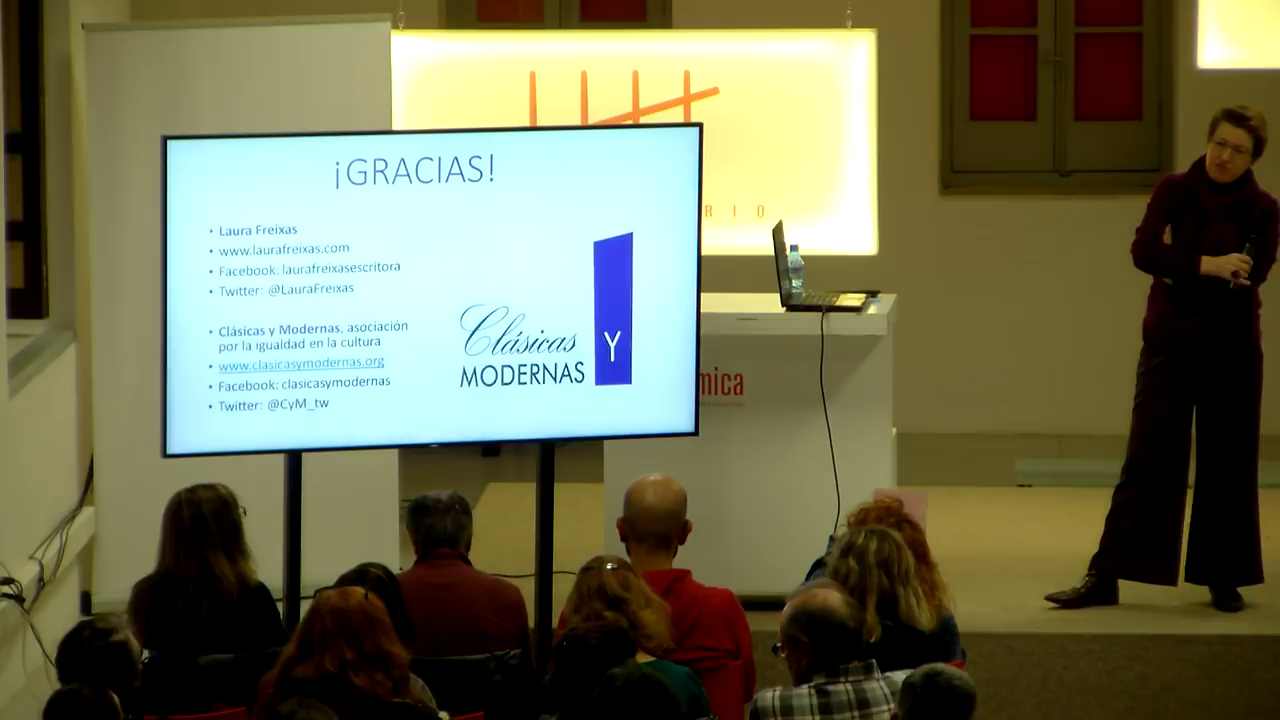 ¡GRACIAS!
• Laura Freixas
• www.laurafreixas.com
• Facebook: laurafreixasescritora
• Twitter: @LauraFreixas
• Clásicas y Modernas, asociación
por la igualdad en la cultura
• www.clasicasymodernas.org
• Facebook: clasicasymodernas
• Twitter: @CyM_tw
Clásicas
MODERNAS
Y
RIO
mica